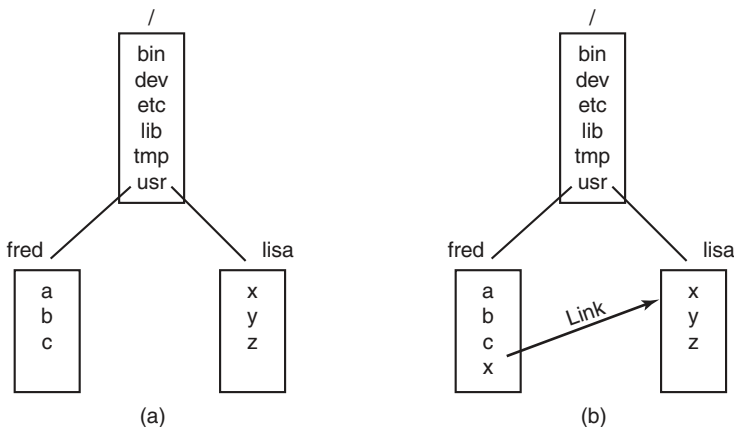 /
bin
dev
etc
lib
tmp
usr
fred
lisa
a
b
c
x
y
z
(a)
/
bin
dev
etc
lib
tmp
usr
fred
lisa
a
b
c
x
Link
x
y
z
(b)